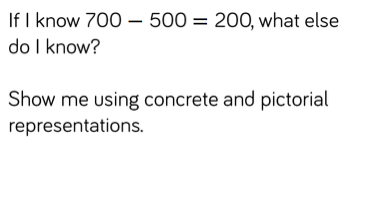 If I know 700 – 500 = 200, what else
do I know?
Show me using concrete and pictorial
representations.